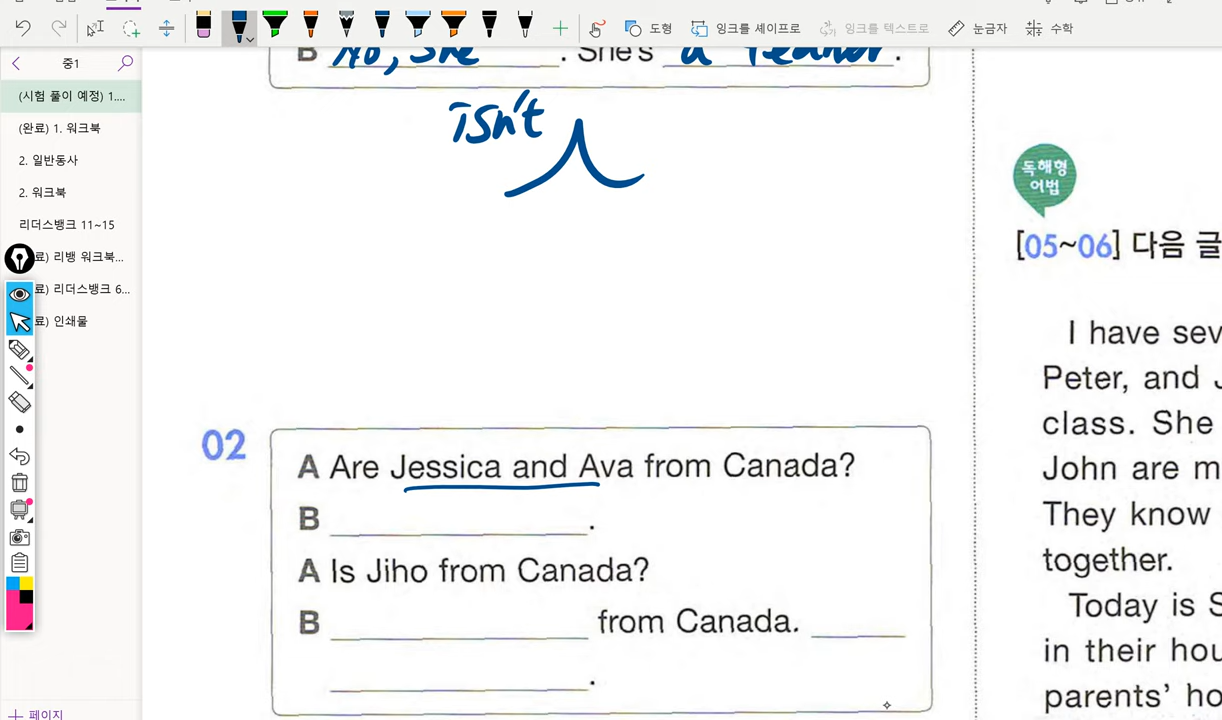 도형
잉크를 셰이프로
잉크를 텍스트로
눈금자
수학
중1
(시험 풀이 예정) 1....
(완료) 1. 워크북
2. 일반동사
2. 워크북
리더스뱅크 11~15
료) 리뱅 워크북...
료) 리더스뱅크 6...
료) 인쇄물
페이지
B No, she . She's a teacher.
isn't
02
A Are Jessica and Ava from Canada?
B ____________.
A Is Jiho from Canada?
B ____________ from Canada. ______
____________.
독해형
어법
[05~06] 다음 글
I have sev
Peter, and J
class. She
John are m
They know
together.
Today is S
in their hou
parents' ho